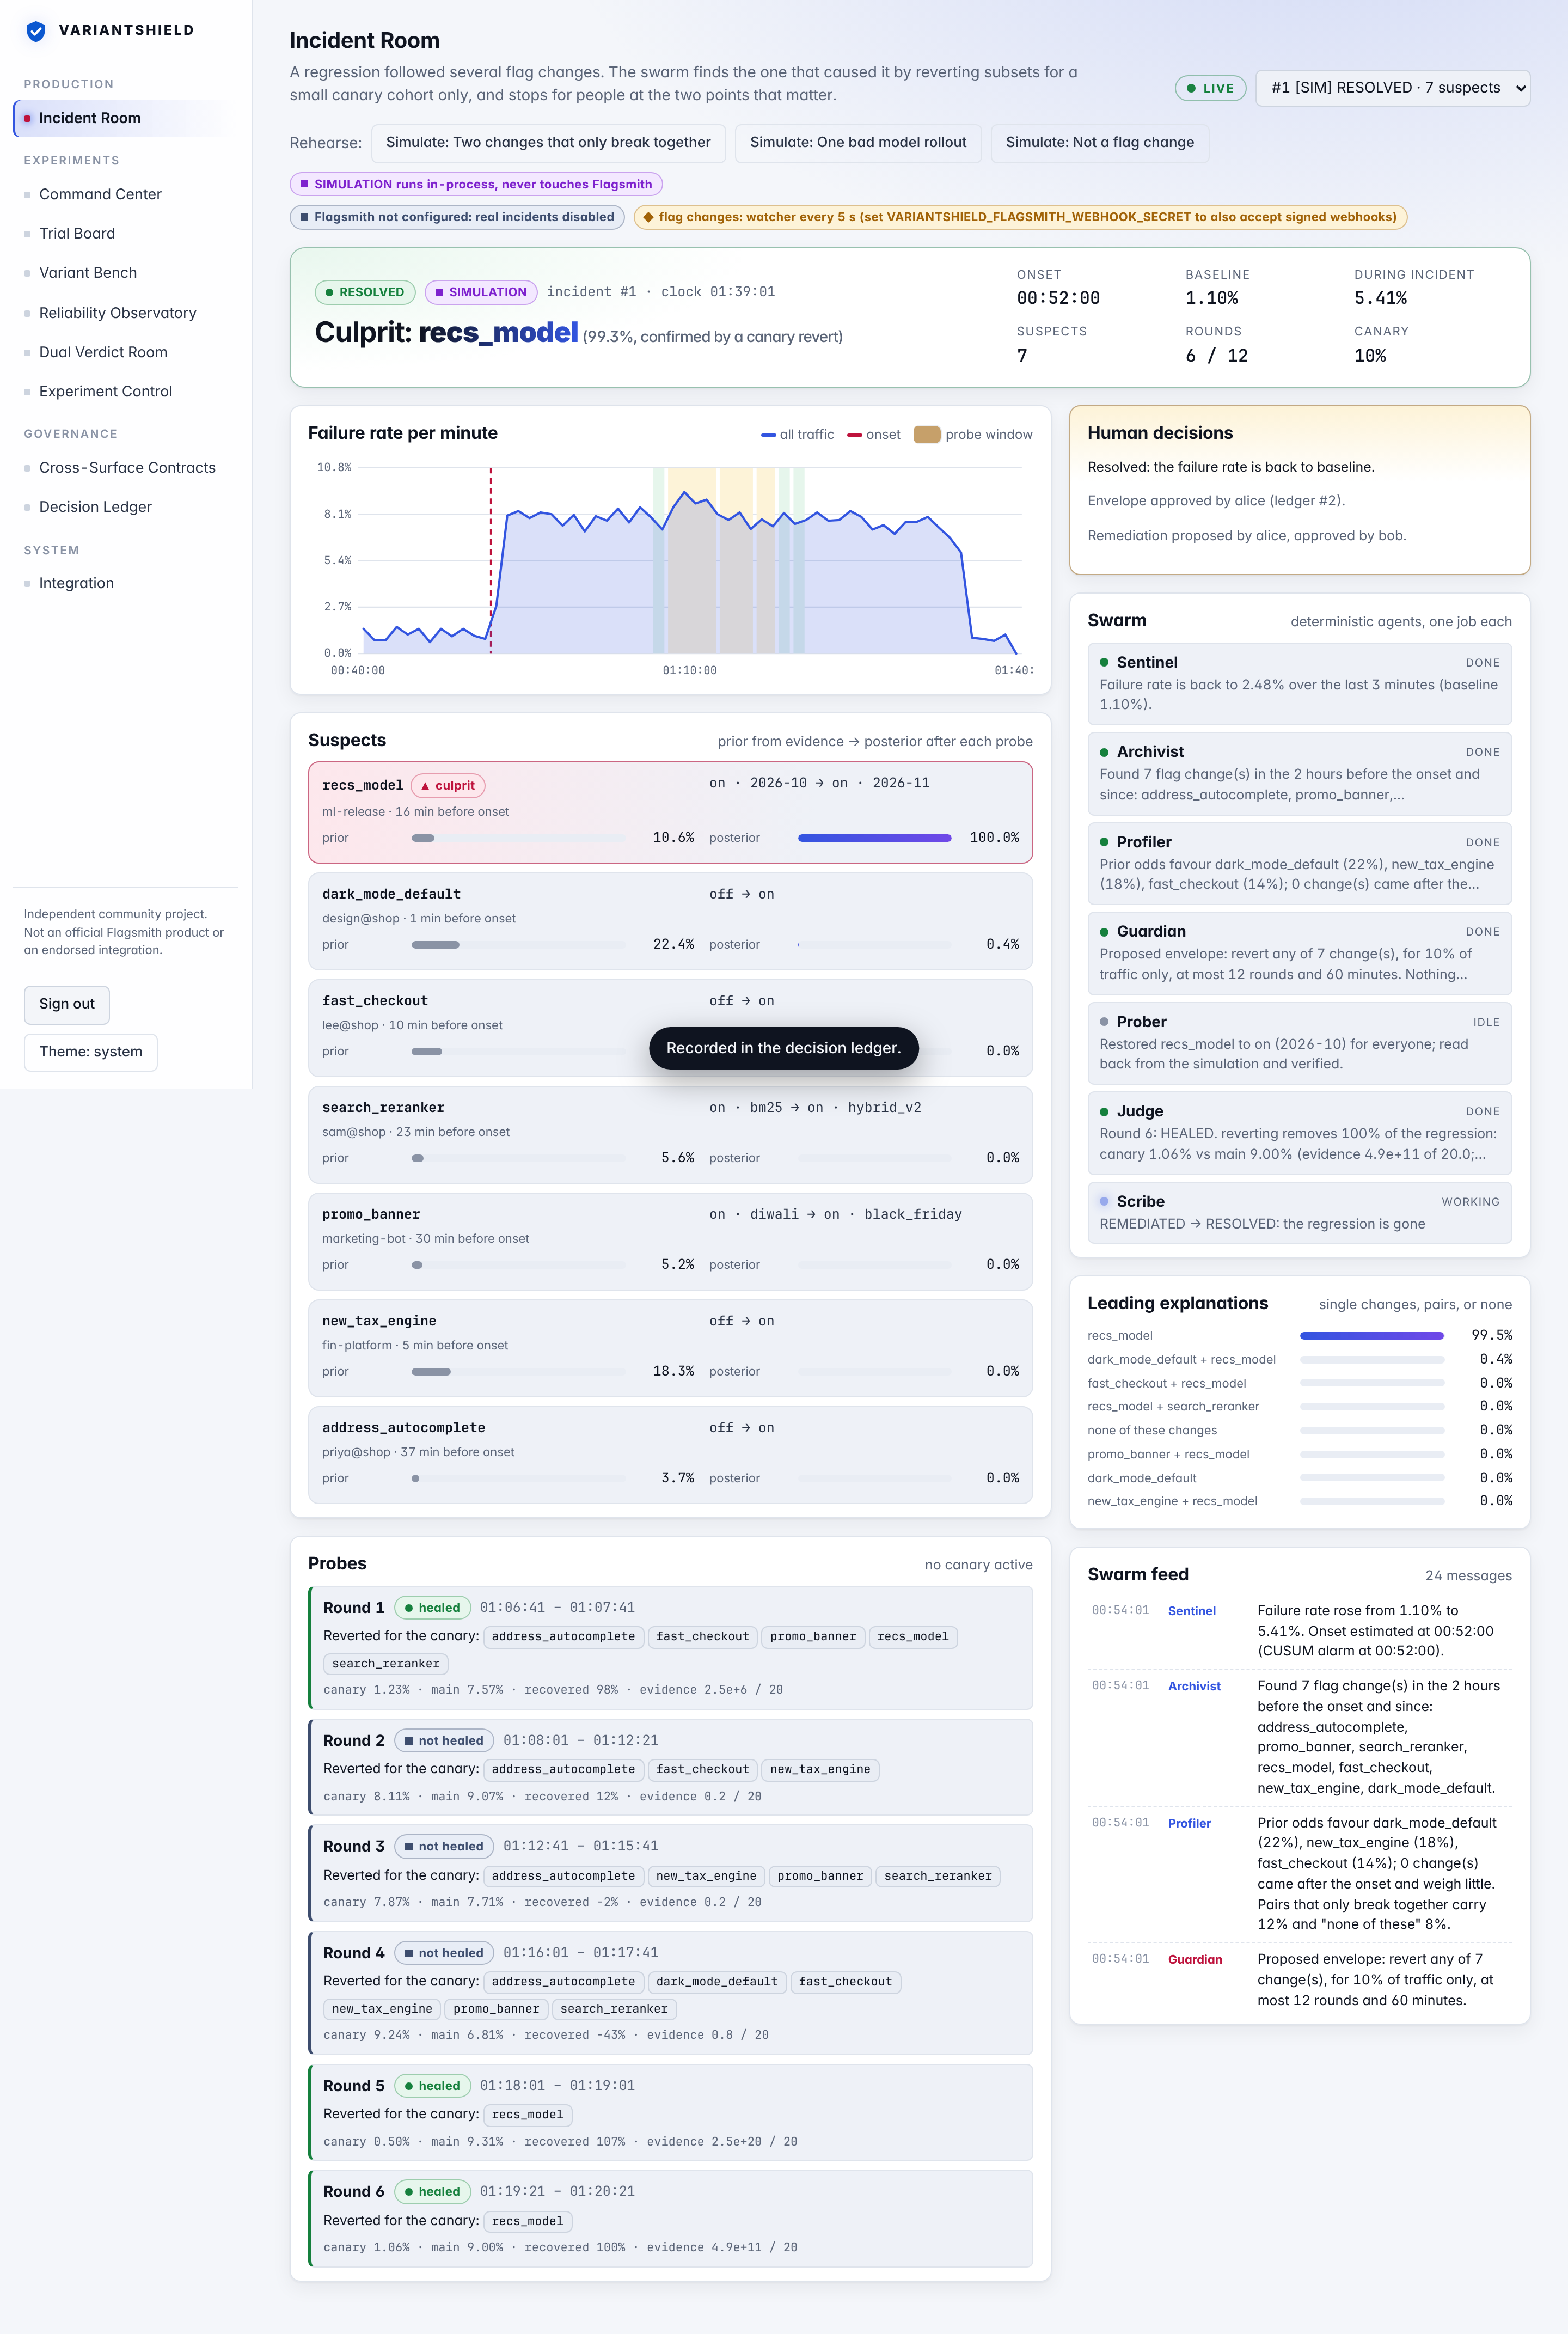 VARIANTSHIELD
PRODUCTION
Incident Room
EXPERIMENTS
Command Center
Trial Board
Variant Bench
Reliability Observatory
Dual Verdict Room
Experiment Control
GOVERNANCE
Cross-Surface Contracts
Decision Ledger
SYSTEM
Integration
Independent community project.
Not an official Flagsmith product or
an endorsed integration.
Sign out
Theme: system
Incident Room
A regression followed several flag changes. The swarm finds the one that caused it by reverting subsets for a
small canary cohort only, and stops for people at the two points that matter.
LIVE
#1 [SIM] RESOLVED · 7 suspects
Rehearse: Simulate: Two changes that only break together Simulate: One bad model rollout Simulate: Not a flag change
SIMULATION runs in-process, never touches Flagsmith
Flagsmith not configured: real incidents disabled flag changes: watcher every 5 s (set VARIANTSHIELD_FLAGSMITH_WEBHOOK_SECRET to also accept signed webhooks)
RESOLVED SIMULATION incident #1 · clock 01:39:01
Culprit: recs_model (99.3%, confirmed by a canary revert)
ONSET BASELINE DURING INCIDENT
00:52:00 1.10% 5.41%
SUSPECTS ROUNDS CANARY
7 6 / 12 10%
Failure rate per minute all traffic onset probe window
10.8%
8.1%
5.4%
2.7%
0.0%
00:40:00 01:10:00 01:40:
Suspects prior from evidence → posterior after each probe
recs_model ▲ culprit on · 2026-10 → on · 2026-11
ml-release · 16 min before onset
prior 10.6% posterior 100.0%
dark_mode_default off → on
design@shop · 1 min before onset
prior 22.4% posterior 0.4%
fast_checkout off → on
lee@shop · 10 min before onset
prior 0.0%
Recorded in the decision ledger.
search_reranker on · bm25 → on · hybrid_v2
sam@shop · 23 min before onset
prior 5.6% posterior 0.0%
promo_banner on · diwali → on · black_friday
marketing-bot · 30 min before onset
prior 5.2% posterior 0.0%
new_tax_engine off → on
fin-platform · 5 min before onset
prior 18.3% posterior 0.0%
address_autocomplete off → on
priya@shop · 37 min before onset
prior 3.7% posterior 0.0%
Probes no canary active
Round 1 healed 01:06:41 – 01:07:41
Reverted for the canary: address_autocomplete fast_checkout promo_banner recs_model
search_reranker
canary 1.23% · main 7.57% · recovered 98% · evidence 2.5e+6 / 20
Round 2 not healed 01:08:01 – 01:12:21
Reverted for the canary: address_autocomplete fast_checkout new_tax_engine
canary 8.11% · main 9.07% · recovered 12% · evidence 0.2 / 20
Round 3 not healed 01:12:41 – 01:15:41
Reverted for the canary: address_autocomplete new_tax_engine promo_banner search_reranker
canary 7.87% · main 7.71% · recovered -2% · evidence 0.2 / 20
Round 4 not healed 01:16:01 – 01:17:41
Reverted for the canary: address_autocomplete dark_mode_default fast_checkout
new_tax_engine promo_banner search_reranker
canary 9.24% · main 6.81% · recovered -43% · evidence 0.8 / 20
Round 5 healed 01:18:01 – 01:19:01
Reverted for the canary: recs_model
canary 0.50% · main 9.31% · recovered 107% · evidence 2.5e+20 / 20
Round 6 healed 01:19:21 – 01:20:21
Reverted for the canary: recs_model
canary 1.06% · main 9.00% · recovered 100% · evidence 4.9e+11 / 20
Human decisions
Resolved: the failure rate is back to baseline.
Envelope approved by alice (ledger #2).
Remediation proposed by alice, approved by bob.
Swarm deterministic agents, one job each
Sentinel DONE
Failure rate is back to 2.48% over the last 3 minutes (baseline
1.10%).
Archivist DONE
Found 7 flag change(s) in the 2 hours before the onset and
since: address_autocomplete, promo_banner,...
Profiler DONE
Prior odds favour dark_mode_default (22%), new_tax_engine
(18%), fast_checkout (14%); 0 change(s) came after the...
Guardian DONE
Proposed envelope: revert any of 7 change(s), for 10% of
traffic only, at most 12 rounds and 60 minutes. Nothing...
Prober IDLE
Restored recs_model to on (2026-10) for everyone; read
back from the simulation and verified.
Judge DONE
Round 6: HEALED. reverting removes 100% of the regression:
canary 1.06% vs main 9.00% (evidence 4.9e+11 of 20.0;...
Scribe WORKING
REMEDIATED → RESOLVED: the regression is gone
Leading explanations single changes, pairs, or none
recs_model 99.5%
dark_mode_default + recs_model 0.4%
fast_checkout + recs_model 0.0%
recs_model + search_reranker 0.0%
none of these changes 0.0%
promo_banner + recs_model 0.0%
dark_mode_default 0.0%
new_tax_engine + recs_model 0.0%
Swarm feed 24 messages
00:54:01 Sentinel Failure rate rose from 1.10% to
5.41%. Onset estimated at 00:52:00
(CUSUM alarm at 00:52:00).
00:54:01 Archivist Found 7 flag change(s) in the 2 hours
before the onset and since:
address_autocomplete,
promo_banner, search_reranker,
recs_model, fast_checkout,
new_tax_engine, dark_mode_default.
00:54:01 Profiler Prior odds favour dark_mode_default
(22%), new_tax_engine (18%),
fast_checkout (14%); 0 change(s)
came after the onset and weigh little.
Pairs that only break together carry
12% and "none of these" 8%.
00:54:01 Guardian Proposed envelope: revert any of 7
change(s), for 10% of traffic only, at
most 12 rounds and 60 minutes.